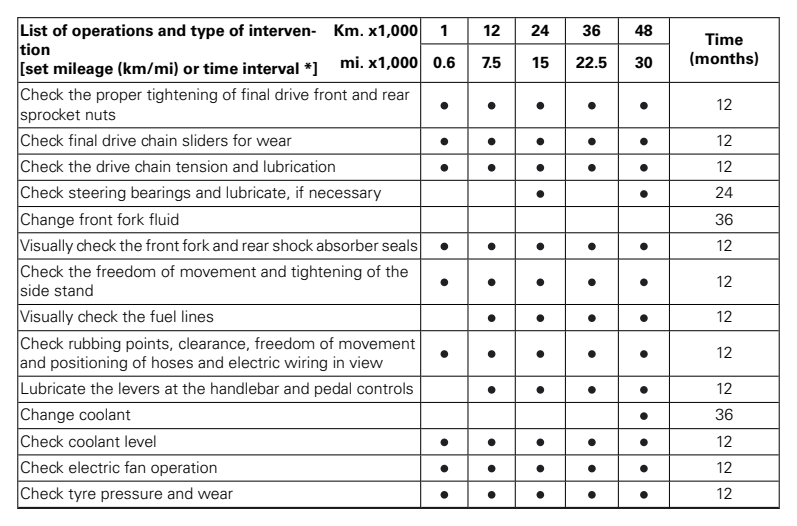 List of operations and type of interven- Km. x1,000 1 12 24 36 48 Time
tion
[set mileage (km/mi) or time interval *] mi. x1,000 0.6 7.5 15 22.5 30 (months)
Check the proper tightening of final drive front and rear
sprocket nuts ● ● ● ● ● 12
Check final drive chain sliders for wear ● ● ● ● ● 12
Check the drive chain tension and lubrication ● ● ● ● ● 12
Check steering bearings and lubricate, if necessary ● ● 24
Change front fork fluid 36
Visually check the front fork and rear shock absorber seals ● ● ● ● ● 12
Check the freedom of movement and tightening of the
side stand ● ● ● ● ● 12
Visually check the fuel lines ● ● ● ● 12
Check rubbing points, clearance, freedom of movement
and positioning of hoses and electric wiring in view ● ● ● ● ● 12
Lubricate the levers at the handlebar and pedal controls ● ● ● ● 12
Change coolant ● 36
Check coolant level ● ● ● ● ● 12
Check electric fan operation ● ● ● ● ● 12
Check tyre pressure and wear ● ● ● ● ● 12